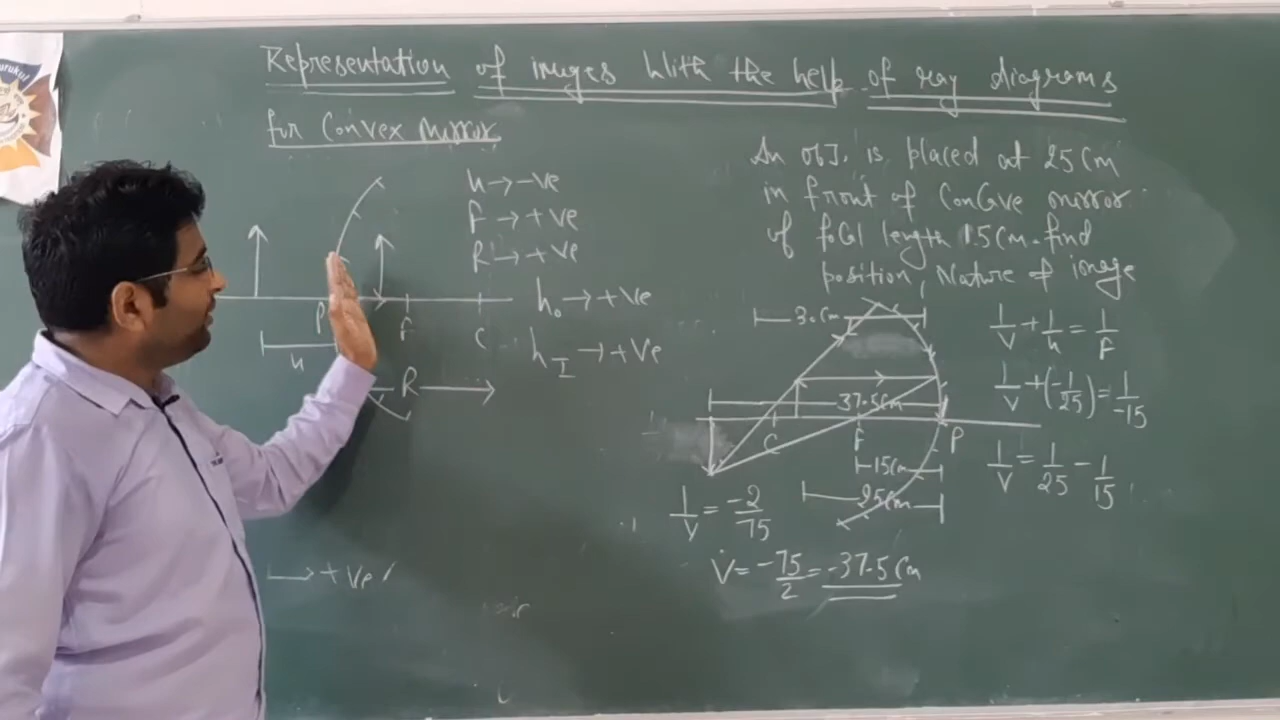 urukul
Representation of images With the help of ray diagrams
for Convex Mirror
u → -ve
f → +ve
R → +ve
h₀ → +ve
h_I → +ve
P
F
C
u
R
→ +ve
An obJ. is placed at 25 Cm
in front of Concave mirror
of focal length 15 Cm. find
position, Nature of image
30cm
37.5cm
C
F
P
15cm
25cm
1/v + 1/u = 1/F
1/v + (-1/25) = 1/-15
1/v = 1/25 - 1/15
1/v = -2/75
V = -75/2 = -37.5 Cm